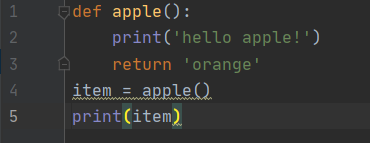 1 def apple():
2     print('hello apple!')
3     return 'orange'
4 item = apple()
5 print(item)